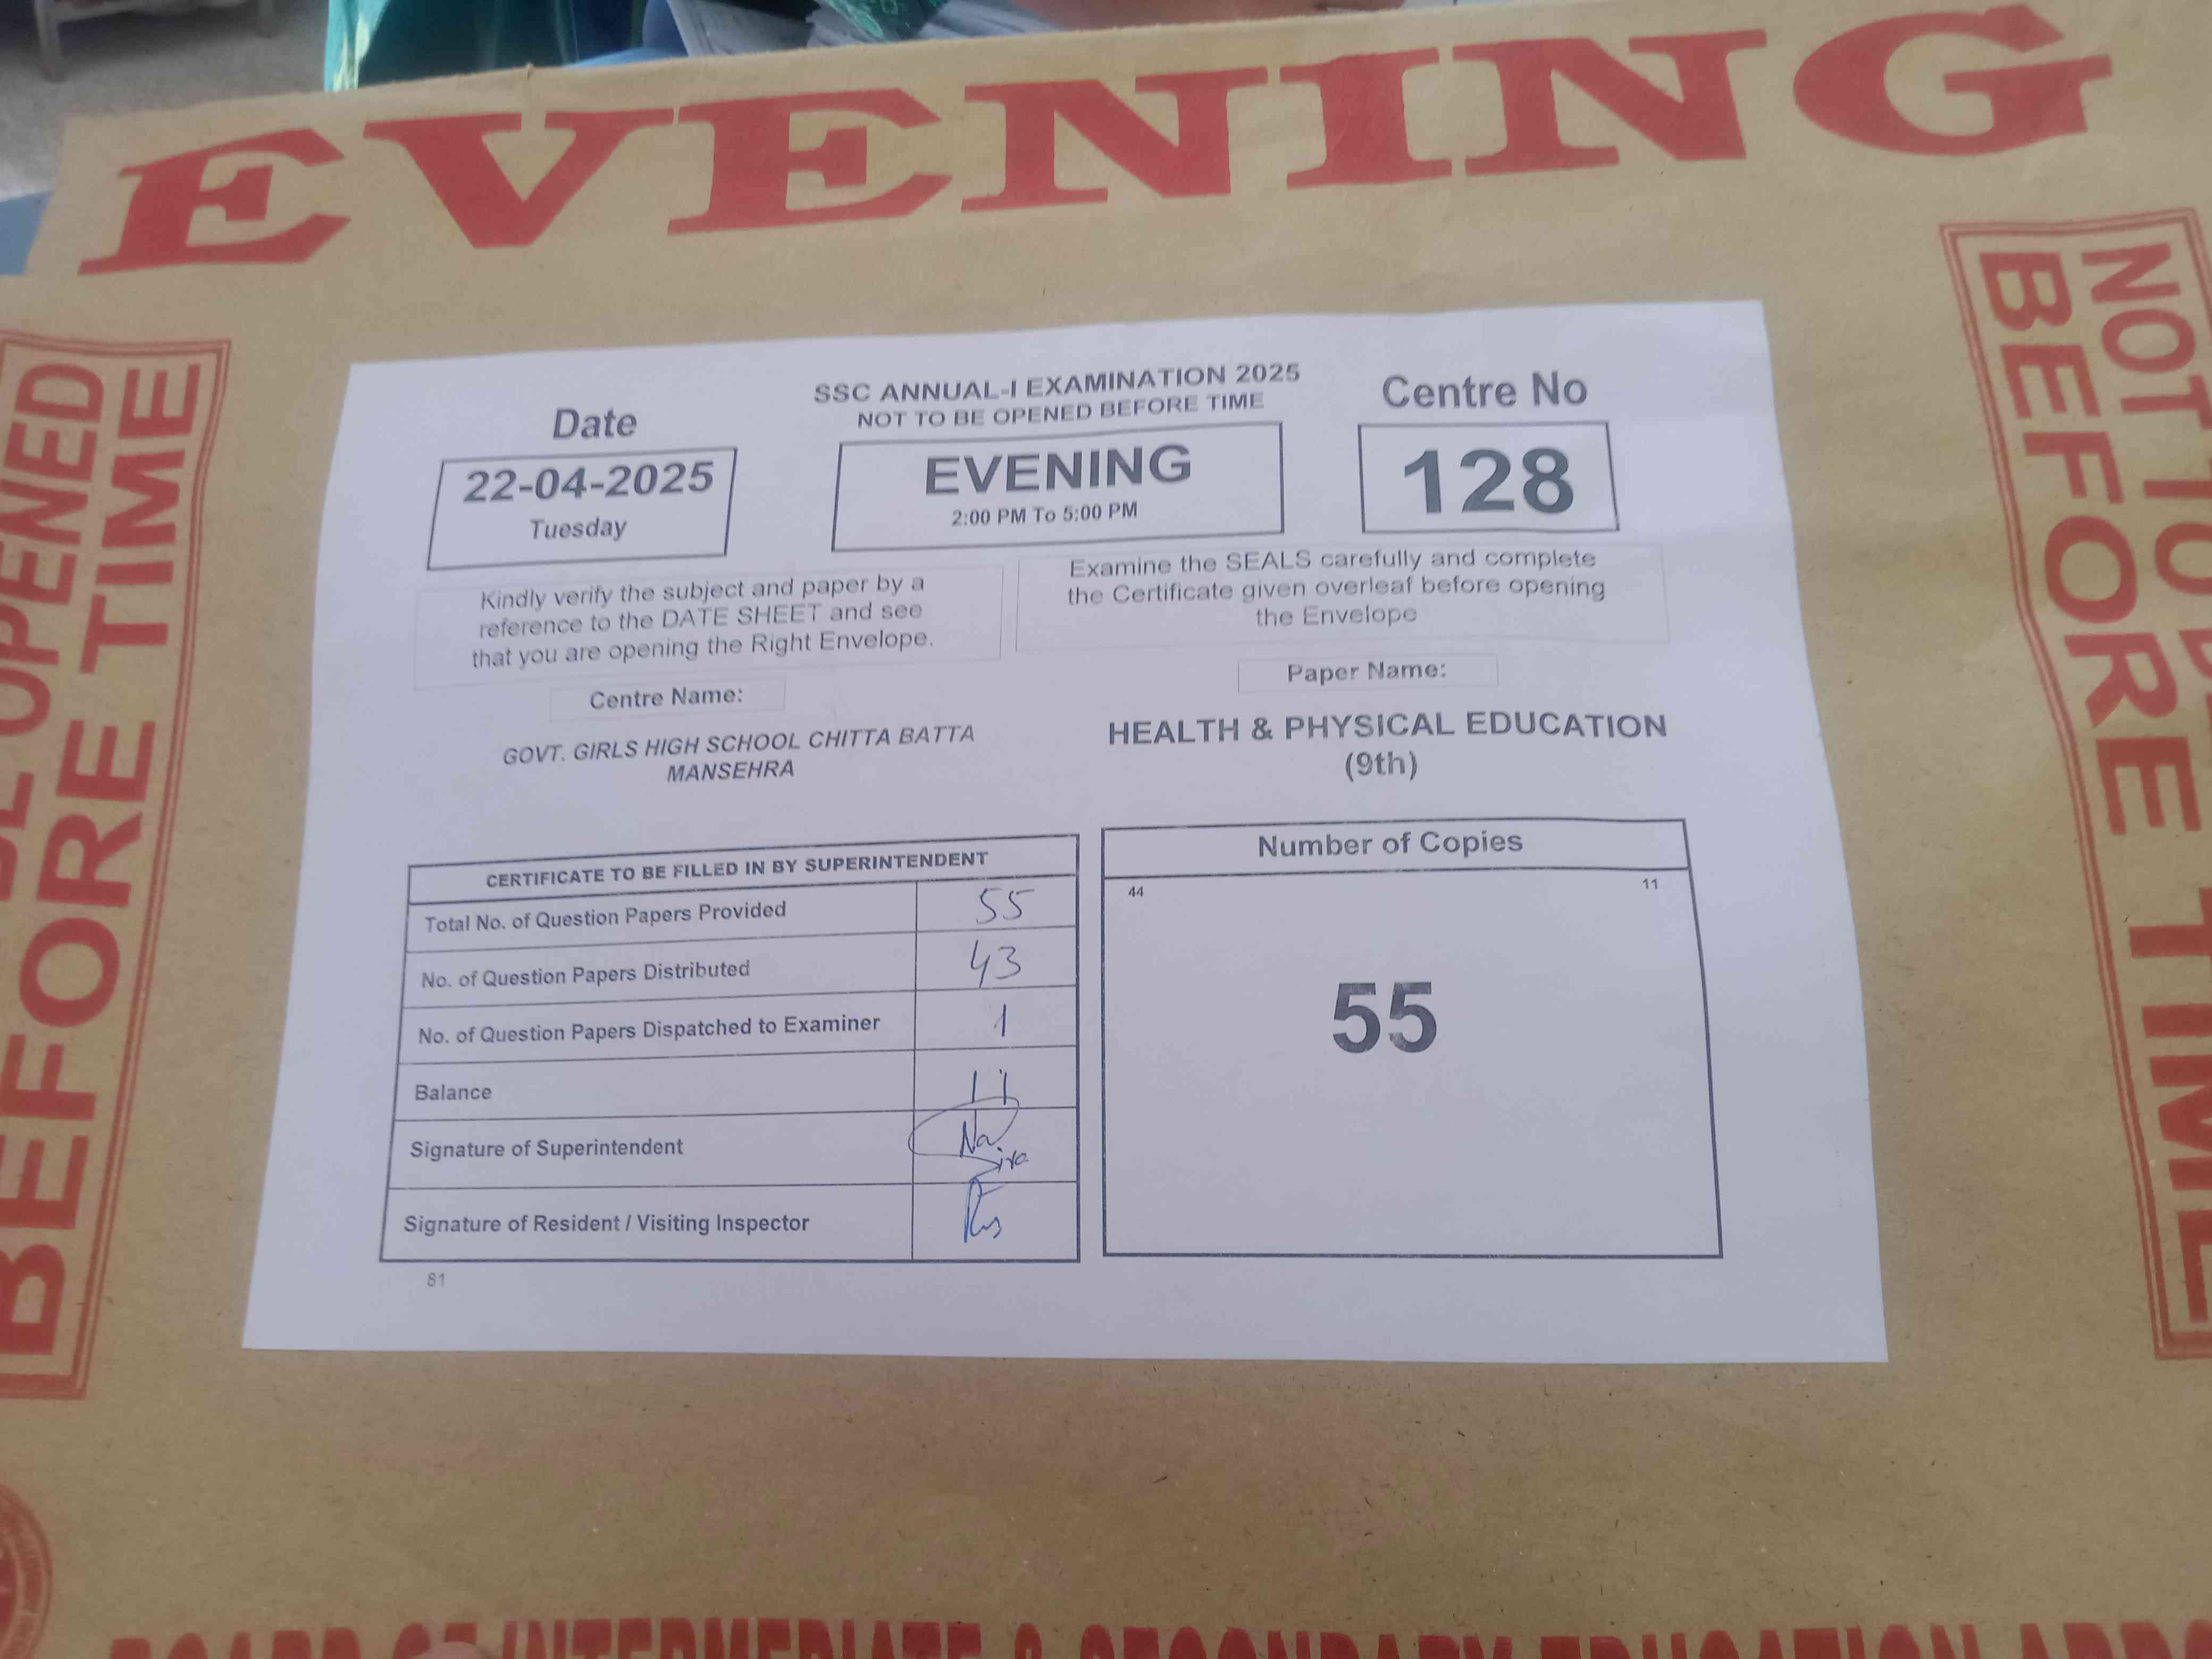 EVENING
NOT TO BE OPENED
BEFORE TIME
SSC ANNUAL-I EXAMINATION 2025
NOT TO BE OPENED BEFORE TIME
Date
22-04-2025
Tuesday
EVENING
2:00 PM To 5:00 PM
Centre No
128
Kindly verify the subject and paper by a
reference to the DATE SHEET and see
that you are opening the Right Envelope.
Examine the SEALS carefully and complete
the Certificate given overleaf before opening
the Envelope
Centre Name:
GOVT. GIRLS HIGH SCHOOL CHITTA BATTA
MANSEHRA
Paper Name:
HEALTH & PHYSICAL EDUCATION
(9th)
CERTIFICATE TO BE FILLED IN BY SUPERINTENDENT
Total No. of Question Papers Provided 55
No. of Question Papers Distributed 43
No. of Question Papers Dispatched to Examiner 1
Balance 11
Signature of Superintendent
Signature of Resident / Visiting Inspector
81
Number of Copies
44 11
55
OPENED
BEFORE TIME
BOARD OF INTERMEDIATE & SECONDARY EDUCATION